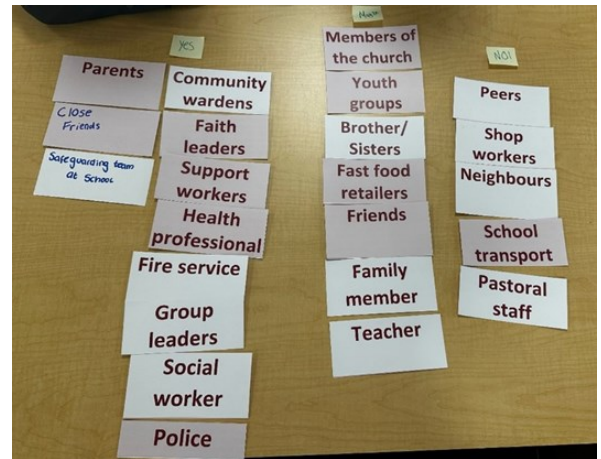 YES
Parents
Close
Friends
Safeguarding team
at School
Community
wardens
Faith
leaders
Support
workers
Health
professional
Fire service
Group
leaders
Social
worker
Police
Members of
the church
Youth
groups
Brother/
Sisters
Fast food
retailers
Friends
Family
member
Teacher
NO!
Peers
Shop
workers
Neighbours
School
transport
Pastoral
staff